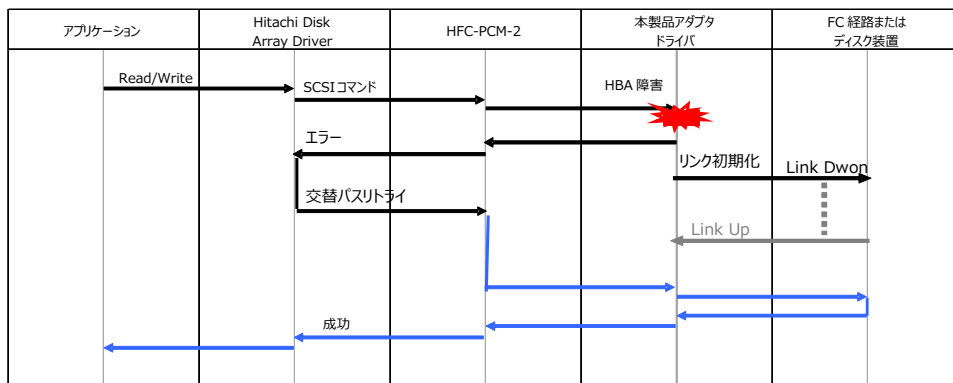 アプリケーション
Hitachi Disk
Array Driver
HFC-PCM-2
本製品アダプタ
ドライバ
FC 経路または
ディスク装置
Read/Write
SCSIコマンド
HBA 障害
エラー
リンク初期化
Link Dwon
交替パスリトライ
Link Up
成功